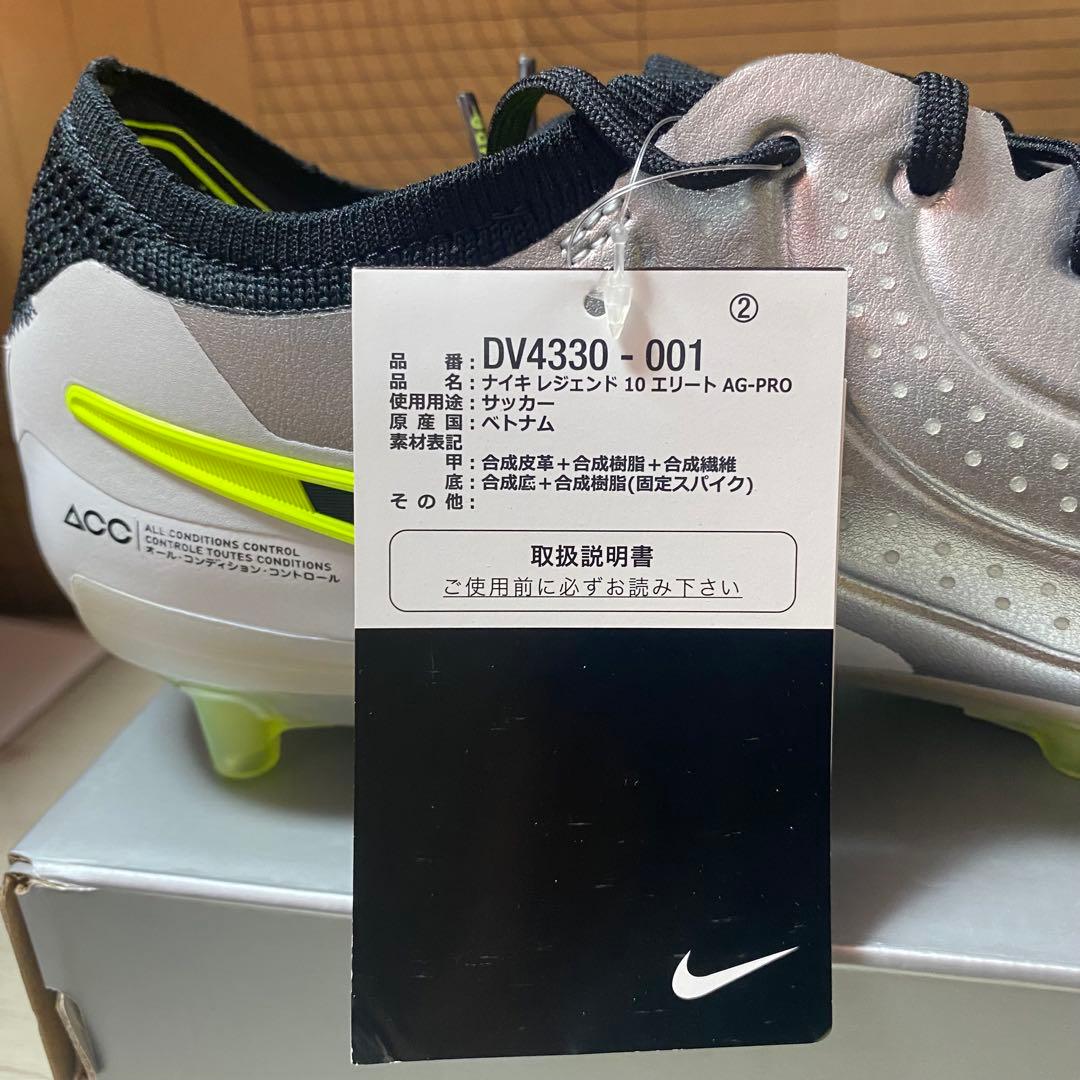 ②
品番：DV4330 - 001
品名：ナイキ レジェンド 10 エリート AG-PRO
使用用途：サッカー
原産国：ベトナム
素材表記
甲：合成皮革＋合成樹脂＋合成繊維
底：合成底＋合成樹脂(固定スパイク)
その他：
取扱説明書
ご使用前に必ずお読み下さい
ACC
ALL CONDITIONS CONTROL
CONTROLE TOUTES CONDITIONS
オール・コンディション・コントロール